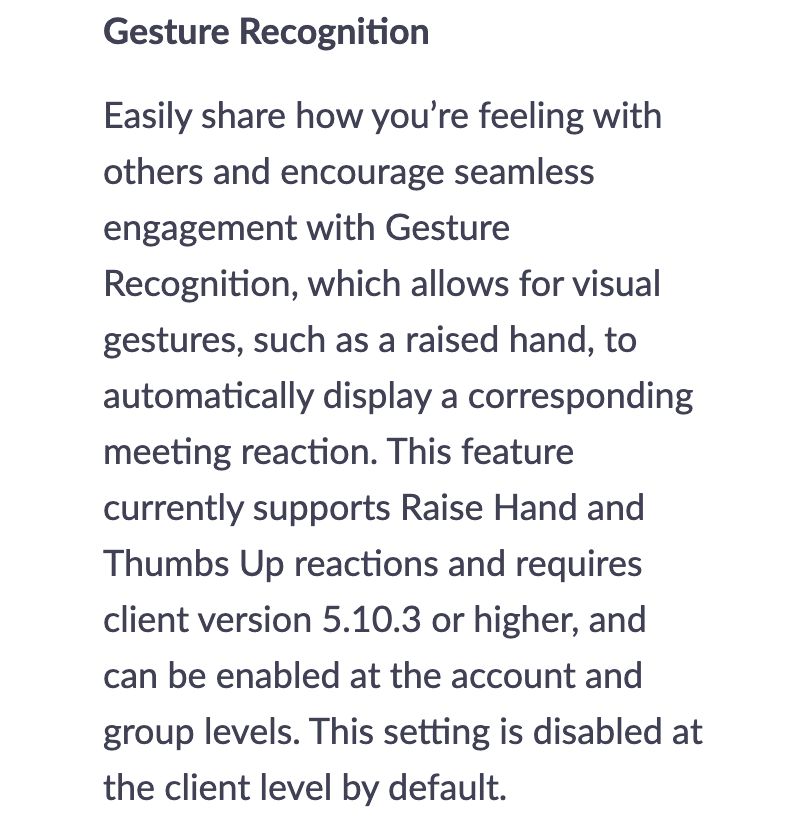 Gesture Recognition
Easily share how you’re feeling with
others and encourage seamless
engagement with Gesture
Recognition, which allows for visual
gestures, such as a raised hand, to
automatically display a corresponding
meeting reaction. This feature
currently supports Raise Hand and
Thumbs Up reactions and requires
client version 5.10.3 or higher, and
can be enabled at the account and
group levels. This setting is disabled at
the client level by default.